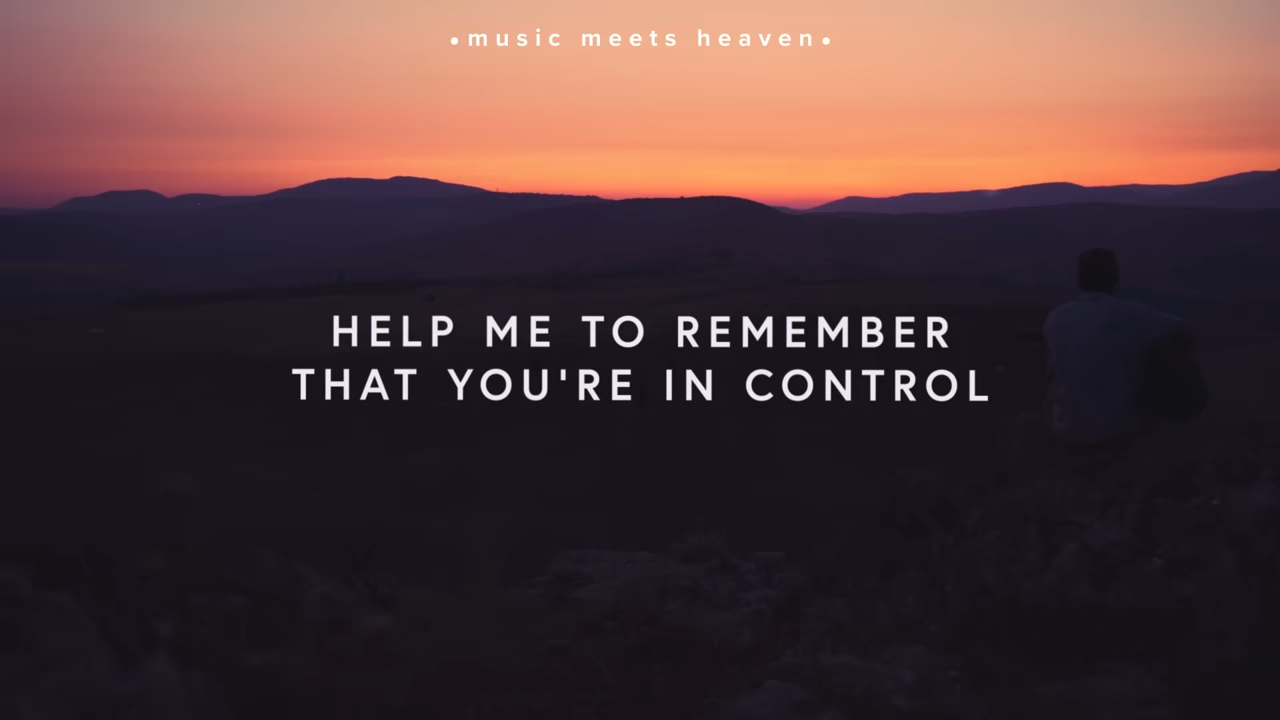 •music meets heaven•
HELP ME TO REMEMBER
THAT YOU'RE IN CONTROL